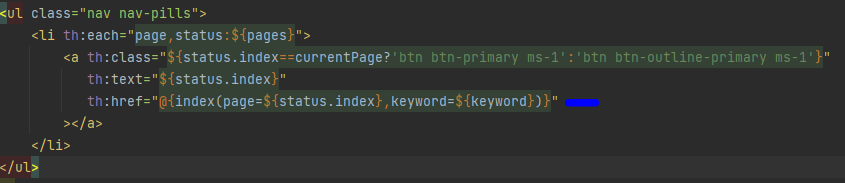 <ul class="nav nav-pills">
<li th:each="page,status:${pages}">
<a th:class="${status.index==currentPage?'btn btn-primary ms-1':'btn btn-outline-primary ms-1'}"
th:text="${status.index}"
th:href="@{index(page=${status.index},keyword=${keyword})}"
></a>
</li>
</ul>